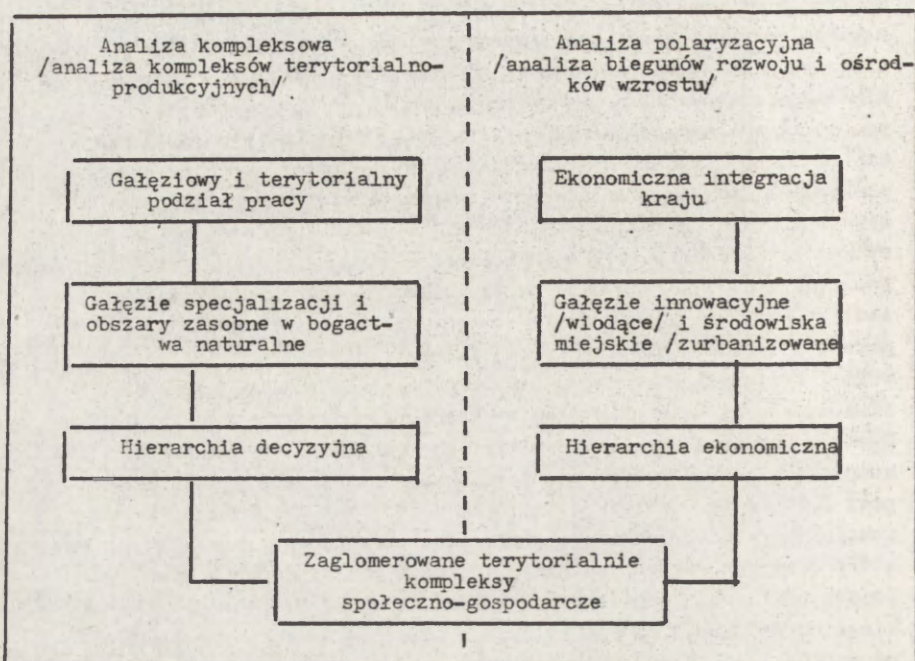 Analiza kompleksowa
/analiza kompleksów terytorialno-
produkcyjnych/
Gałęziowy i terytorialny
podział pracy
Gałęzie specjalizacji i
obszary zasobne w bogact-
wa naturalne
Hierarchia decyzyjna
Analiza polaryzacyjna
/analiza biegunów rozwoju i ośrod-
ków wzrostu/
Ekonomiczna integracja
kraju
Gałęzie innowacyjne
/wiodące/ i środowiska
miejskie /zurbanizowane
Hierarchia ekonomiczna
Zaglomerowane terytorialnie
kompleksy
społeczno-gospodarcze